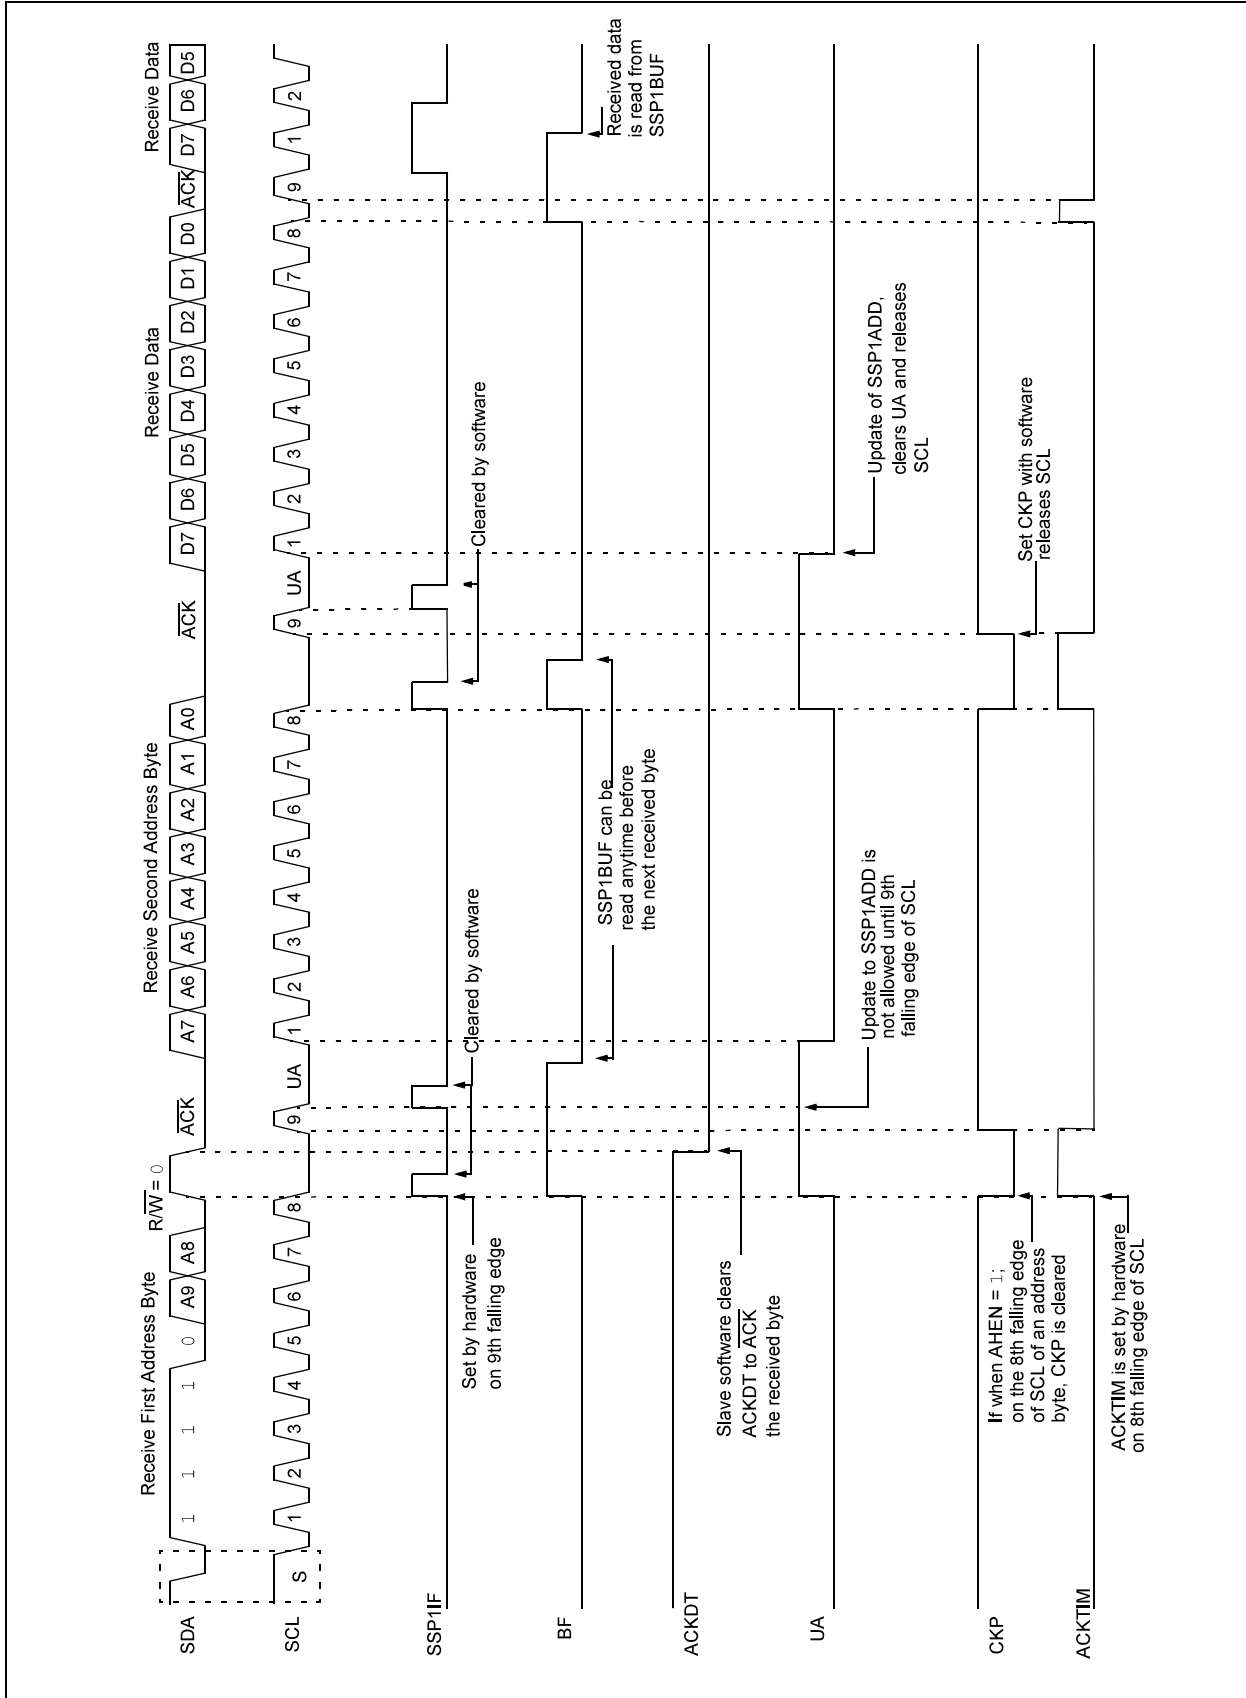 Receive First Address Byte
R/W = 0
ACK
Receive Second Address Byte
ACK
Receive Data
ACK
Receive Data
SDA
1 1 1 1 0 A9 A8 A7 A6 A5 A4 A3 A2 A1 A0 D7 D6 D5 D4 D3 D2 D1 D0 D7 D6 D5
SCL
S 1 2 3 4 5 6 7 8 9 UA 1 2 3 4 5 6 7 8 9 UA 1 2 3 4 5 6 7 8 9 1 2
SSP1IF
Set by hardware
on 9th falling edge
Cleared by software
Cleared by software
BF
SSP1BUF can be
read anytime before
the next received byte
Received data
is read from
SSP1BUF
ACKDT
Slave software clears
ACKDT to ACK
the received byte
UA
Update to SSP1ADD is
not allowed until 9th
falling edge of SCL
Update of SSP1ADD,
clears UA and releases
SCL
CKP
If when AHEN = 1;
on the 8th falling edge
of SCL of an address
byte, CKP is cleared
Set CKP with software
releases SCL
ACKTIM
ACKTIM is set by hardware
on 8th falling edge of SCL